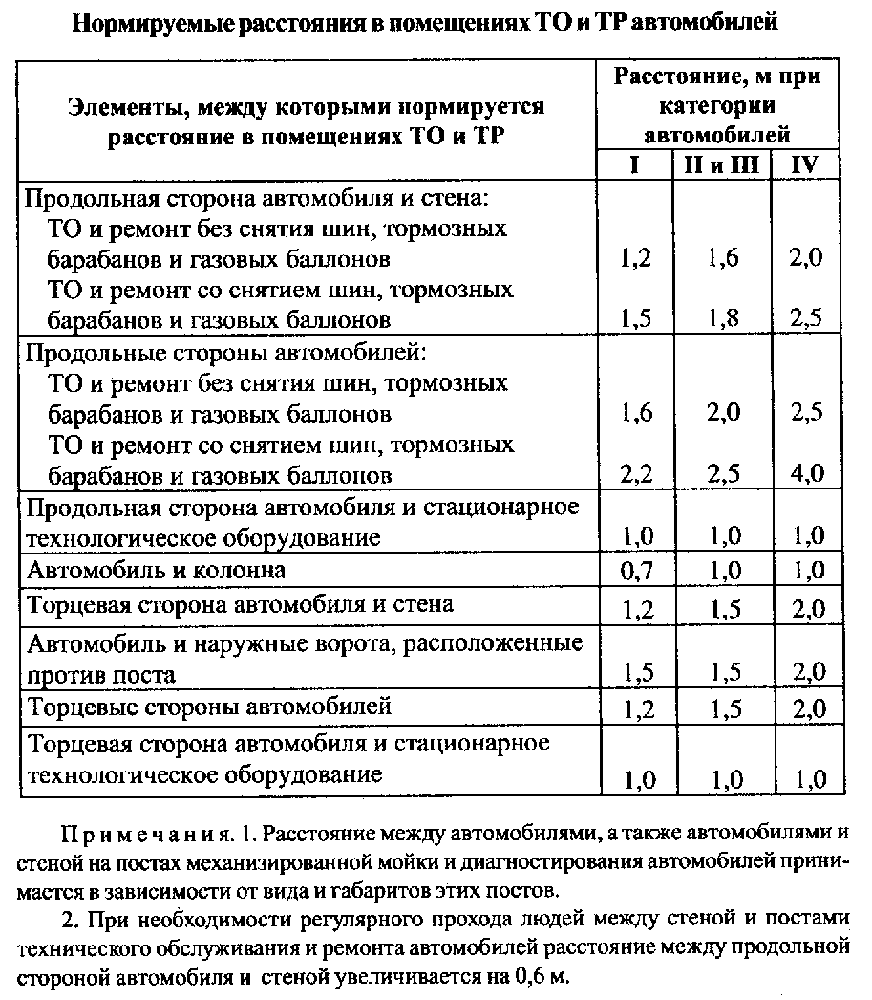 Нормируемые расстояния в помещениях ТО и ТР автомобилей
Элементы, между которыми нормируется
расстояние в помещениях ТО и ТР
Расстояние, м при
категории
автомобилей
I II и III IV
Продольная сторона автомобиля и стена:
ТО и ремонт без снятия шин, тормозных
барабанов и газовых баллонов 1,2 1,6 2,0
ТО и ремонт со снятием шин, тормозных
барабанов и газовых баллонов 1,5 1,8 2,5
Продольные стороны автомобилей:
ТО и ремонт без снятия шин, тормозных
барабанов и газовых баллонов 1,6 2,0 2,5
ТО и ремонт со снятием шин, тормозных
барабанов и газовых баллонов 2,2 2,5 4,0
Продольная сторона автомобиля и стационарное
технологическое оборудование 1,0 1,0 1,0
Автомобиль и колонна 0,7 1,0 1,0
Торцевая сторона автомобиля и стена 1,2 1,5 2,0
Автомобиль и наружные ворота, расположенные
против поста 1,5 1,5 2,0
Торцевые стороны автомобилей 1,2 1,5 2,0
Торцевая сторона автомобиля и стационарное
технологическое оборудование 1,0 1,0 1,0
Примечания. 1. Расстояние между автомобилями, а также автомобилями и
стеной на постах механизированной мойки и диагностирования автомобилей прини-
мается в зависимости от вида и габаритов этих постов.
2. При необходимости регулярного прохода людей между стеной и постами
технического обслуживания и ремонта автомобилей расстояние между продольной
стороной автомобиля и стеной увеличивается на 0,6 м.